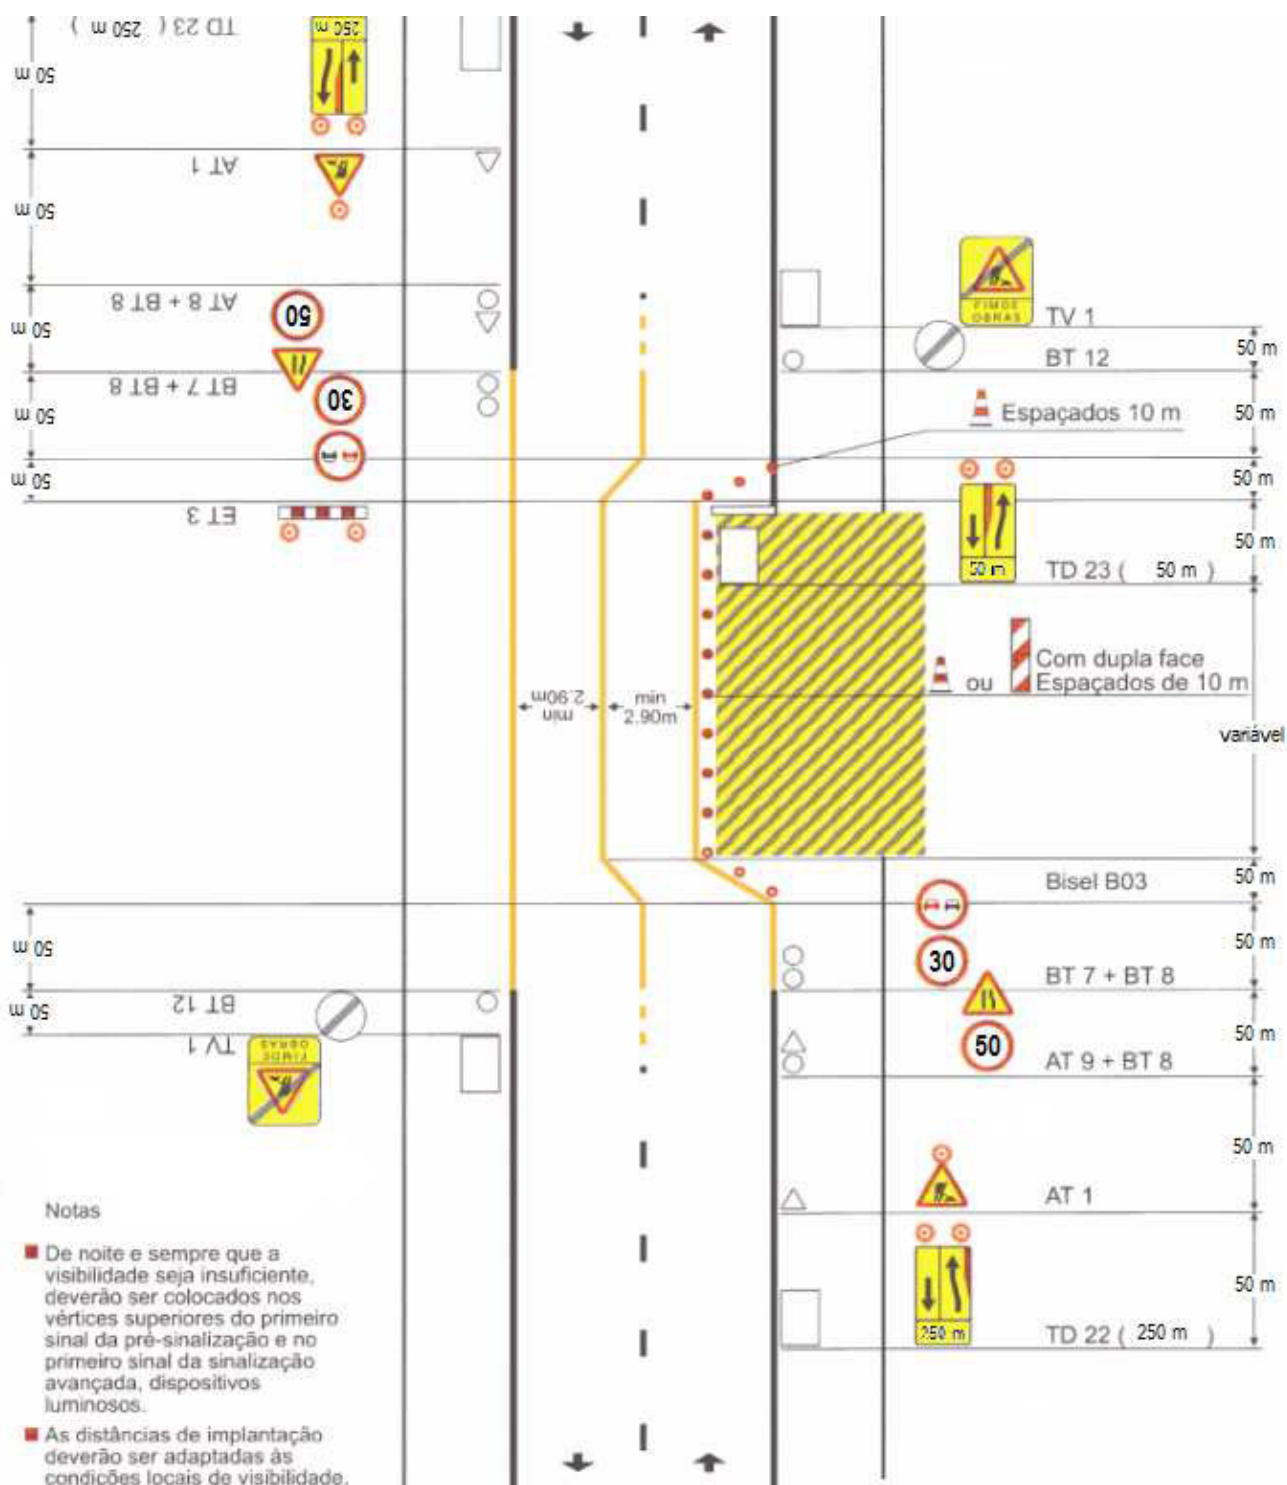 TD 23 ( 250 m )
250 m
50 m
AT 1
50 m
50
AT 8 + BT 8
50 m
30
BT 7 + BT 8
50 m
50 m
ET 3
FIM DE
OBRAS
TV 1
50 m
BT 12
Espaçados 10 m
50 m
50 m
50 m
50 m
TD 23 ( 50 m )
Com dupla face
ou
Espaçados de 10 m
min
2.90m
min
2.90m
variável
Bisel B03
50 m
50 m
30
BT 7 + BT 8
50 m
BT 12
50 m
50 m
TV 1
FIM DE
OBRAS
50
AT 9 + BT 8
50 m
50 m
AT 1
50 m
250 m
TD 22 ( 250 m )
Notas
De noite e sempre que a
visibilidade seja insuficiente,
deverão ser colocados nos
vértices superiores do primeiro
sinal da pré-sinalização e no
primeiro sinal da sinalização
avançada, dispositivos
luminosos.
As distâncias de implantação
deverão ser adaptadas às
condições locais de visibilidade.